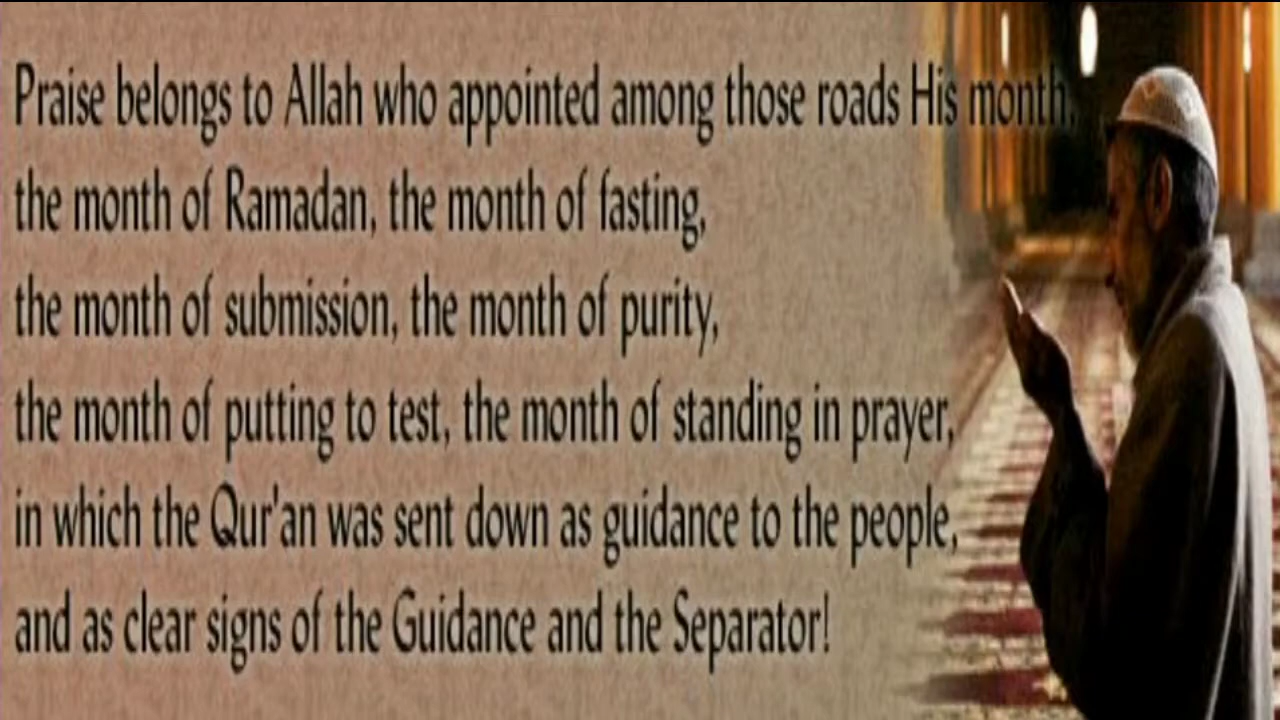 Praise belongs to Allah who appointed among those roads His month,
the month of Ramadan, the month of fasting,
the month of submission, the month of purity,
the month of putting to test, the month of standing in prayer,
in which the Qur'an was sent down as guidance to the people,
and as clear signs of the Guidance and the Separator!